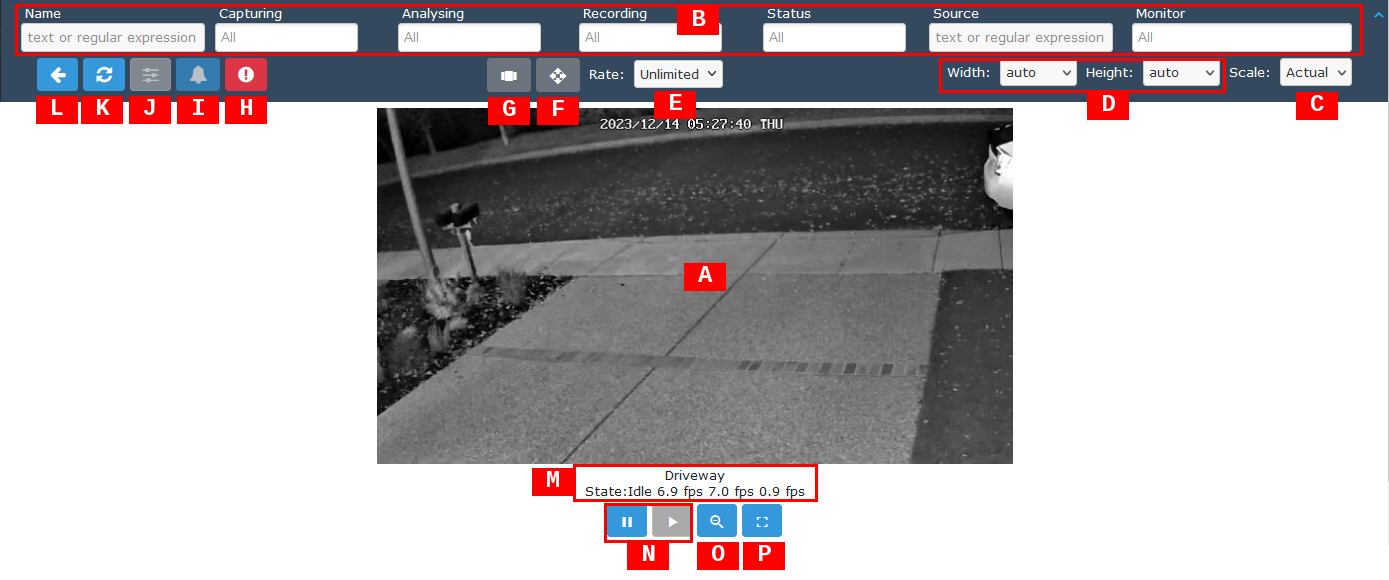 Name Capturing Analysing Recording Status Source Monitor
B
text or regular expression All All All All text or regular expression All
Rate: Unlimited Width: auto Height: auto Scale: Actual
L K J I H G F E D C
2023/12/14 05:27:40 THU
A
M
Driveway
State:Idle 6.9 fps 7.0 fps 0.9 fps
N O P